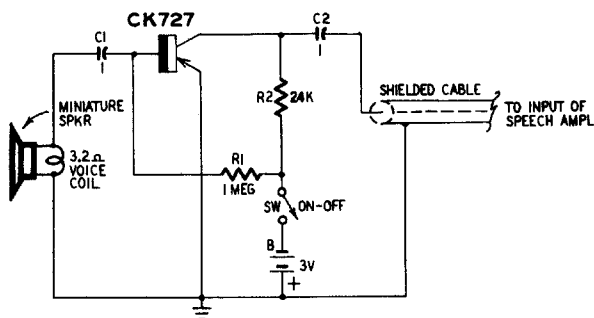 CK727
C1
1
C2
1
R2 24K
SHIELDED CABLE
TO INPUT OF
SPEECH AMPL
MINIATURE
SPKR
3.2Ω
VOICE
COIL
R1
1 MEG
SW ON-OFF
B
3V
+